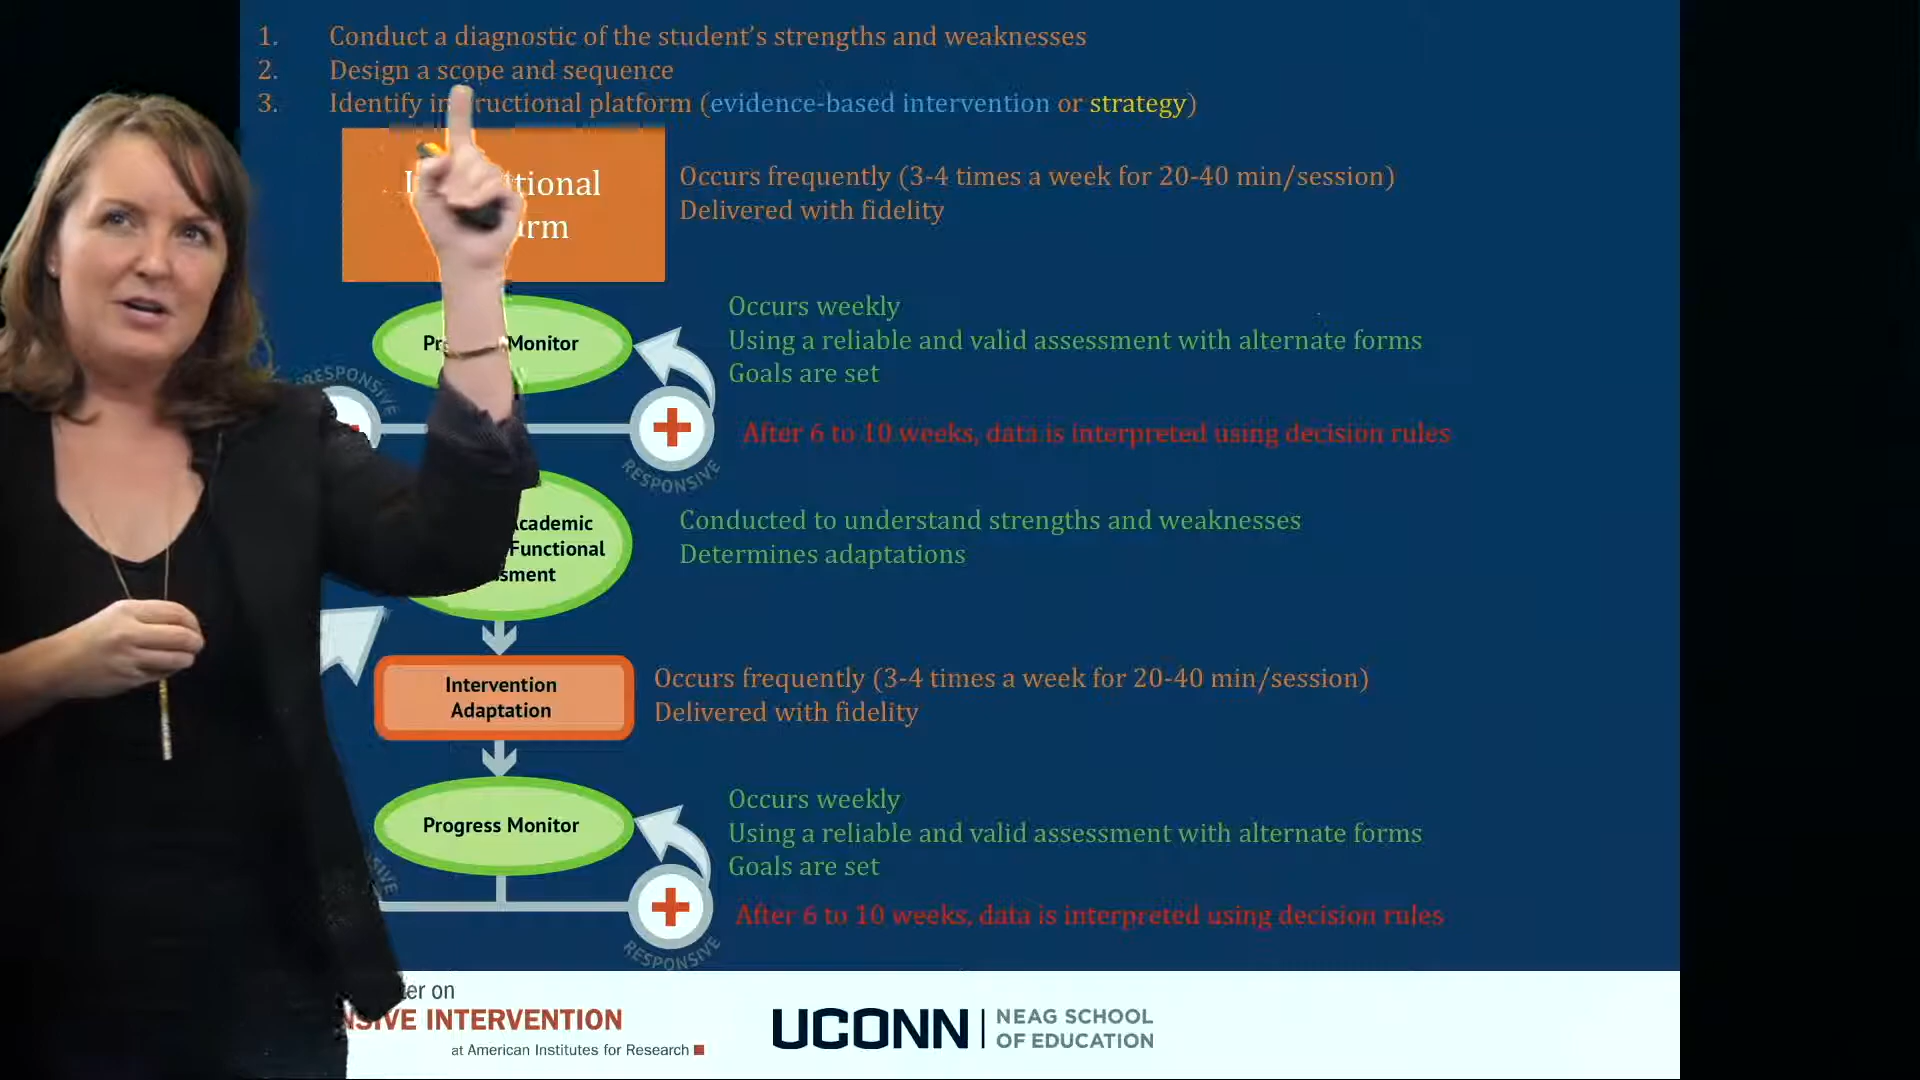 1. Conduct a diagnostic of the student's strengths and weaknesses
2. Design a scope and sequence
3. Identify instructional platform (evidence-based intervention or strategy)
Occurs frequently (3-4 times a week for 20-40 min/session)
Delivered with fidelity
Monitor
Occurs weekly
Using a reliable and valid assessment with alternate forms
Goals are set
RESPONSIVE
RESPONSIVE
After 6 to 10 weeks, data is interpreted using decision rules
Academic
Functional
Conducted to understand strengths and weaknesses
Determines adaptations
Intervention
Adaptation
Occurs frequently (3-4 times a week for 20-40 min/session)
Delivered with fidelity
Progress Monitor
Occurs weekly
Using a reliable and valid assessment with alternate forms
Goals are set
RESPONSIVE
After 6 to 10 weeks, data is interpreted using decision rules
on
INTERVENTION
at American Institutes for Research
UCONN
NEAG SCHOOL
OF EDUCATION